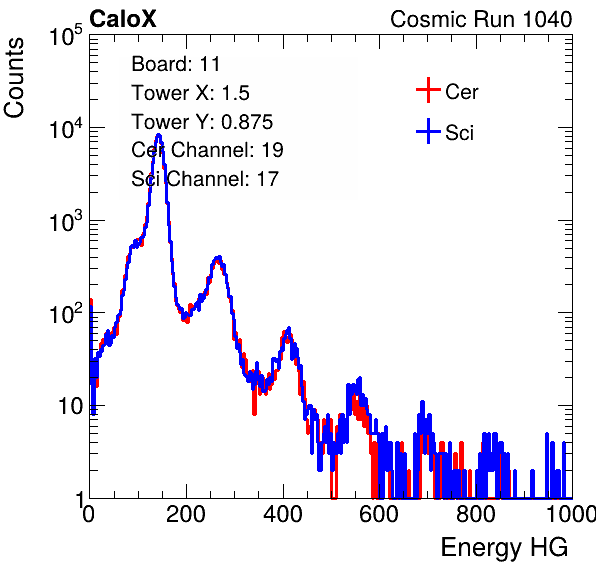 CaloX
Cosmic Run 1040
Counts
Board: 11
Tower X: 1.5
Tower Y: 0.875
Cer Channel: 19
Sci Channel: 17
Cer
Sci
10^5
10^4
10^3
10^2
10
1
0 200 400 600 800 1000
Energy HG